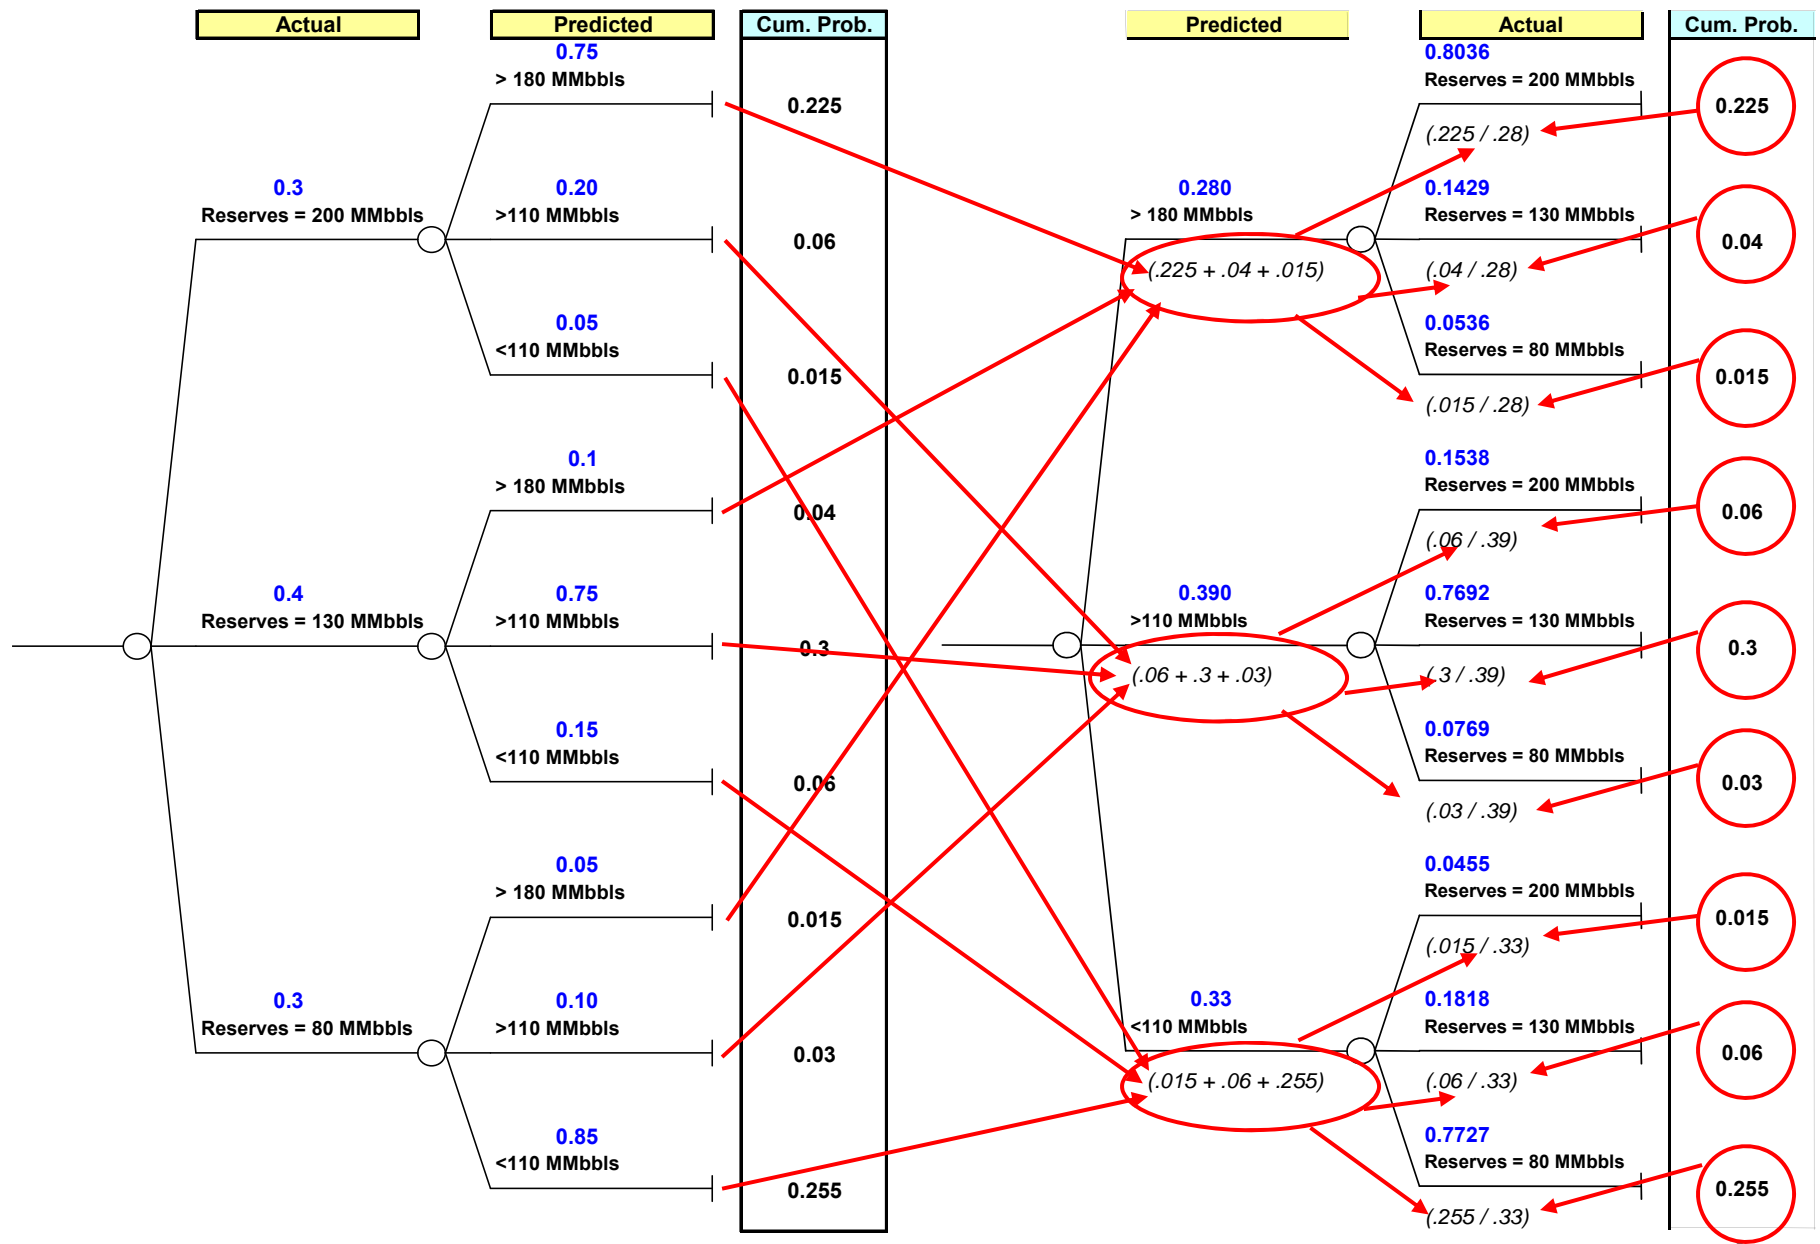 Actual
Predicted
Cum. Prob.
0.3
Reserves = 200 MMbbls
0.75
> 180 MMbbls
0.225
0.20
>110 MMbbls
0.06
0.05
<110 MMbbls
0.015
0.4
Reserves = 130 MMbbls
0.1
> 180 MMbbls
0.04
0.75
>110 MMbbls
0.3
0.15
<110 MMbbls
0.06
0.3
Reserves = 80 MMbbls
0.05
> 180 MMbbls
0.015
0.10
>110 MMbbls
0.03
0.85
<110 MMbbls
0.255
Predicted
Actual
Cum. Prob.
0.280
> 180 MMbbls
(.225 + .04 + .015)
0.8036
Reserves = 200 MMbbls
(.225 / .28)
0.225
0.1429
Reserves = 130 MMbbls
(.04 / .28)
0.04
0.0536
Reserves = 80 MMbbls
(.015 / .28)
0.015
0.390
>110 MMbbls
(.06 + .3 + .03)
0.1538
Reserves = 200 MMbbls
(.06 / .39)
0.06
0.7692
Reserves = 130 MMbbls
(.3 / .39)
0.3
0.0769
Reserves = 80 MMbbls
(.03 / .39)
0.03
0.33
<110 MMbbls
(.015 + .06 + .255)
0.0455
Reserves = 200 MMbbls
(.015 / .33)
0.015
0.1818
Reserves = 130 MMbbls
(.06 / .33)
0.06
0.7727
Reserves = 80 MMbbls
(.255 / .33)
0.255